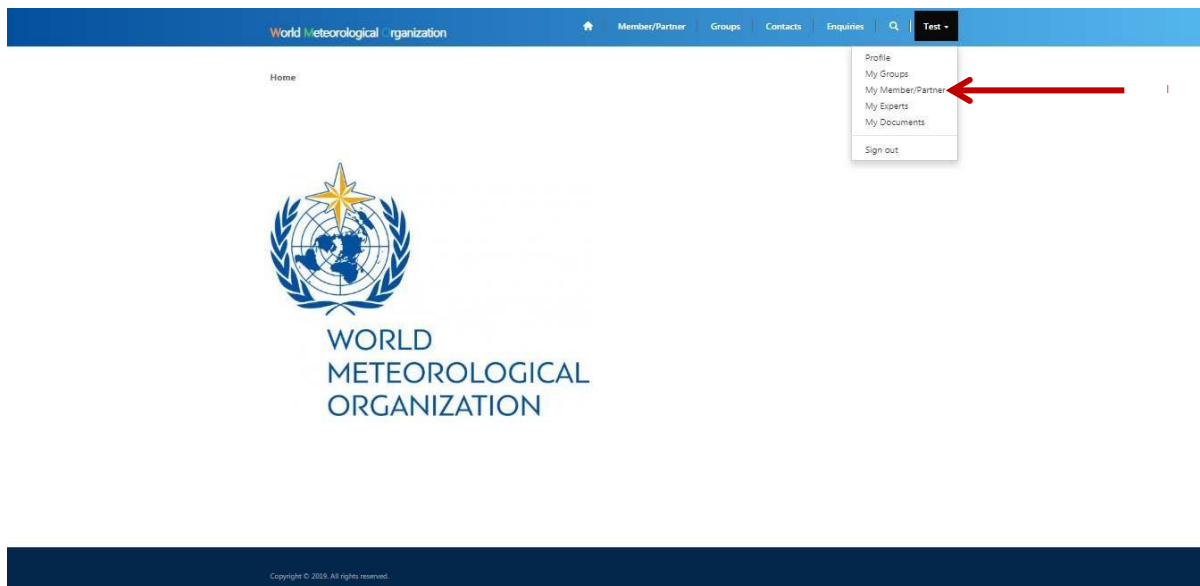 World Meteorological Organization
Member/Partner Groups Contacts Enquiries Test
Profile
My Groups
My Member/Partner
My Experts
My Documents
Sign out
Home
WORLD
METEOROLOGICAL
ORGANIZATION
Copyright © 2019. All rights reserved.